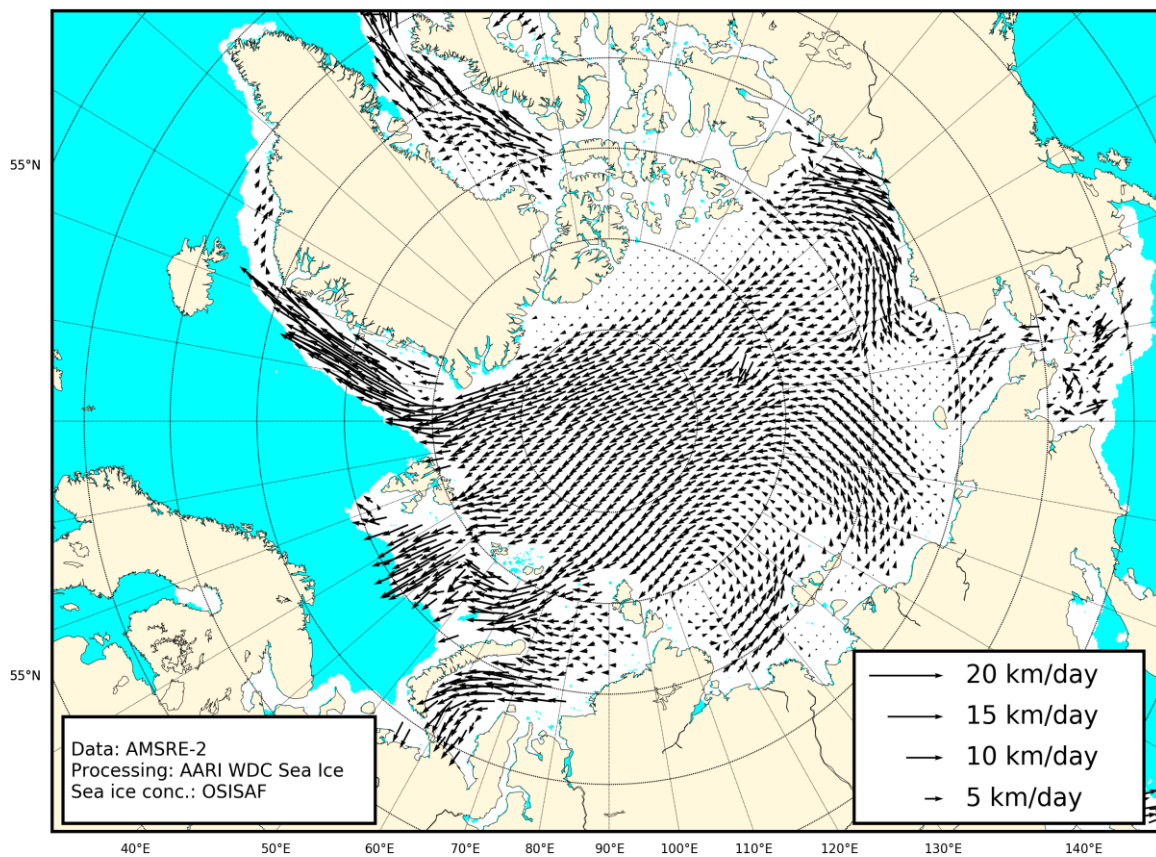 55°N
55°N
20 km/day
15 km/day
10 km/day
5 km/day
Data: AMSRE-2
Processing: AARI WDC Sea Ice
Sea ice conc.: OSISAF
40°E 50°E 60°E 70°E 80°E 90°E 100°E 110°E 120°E 130°E 140°E